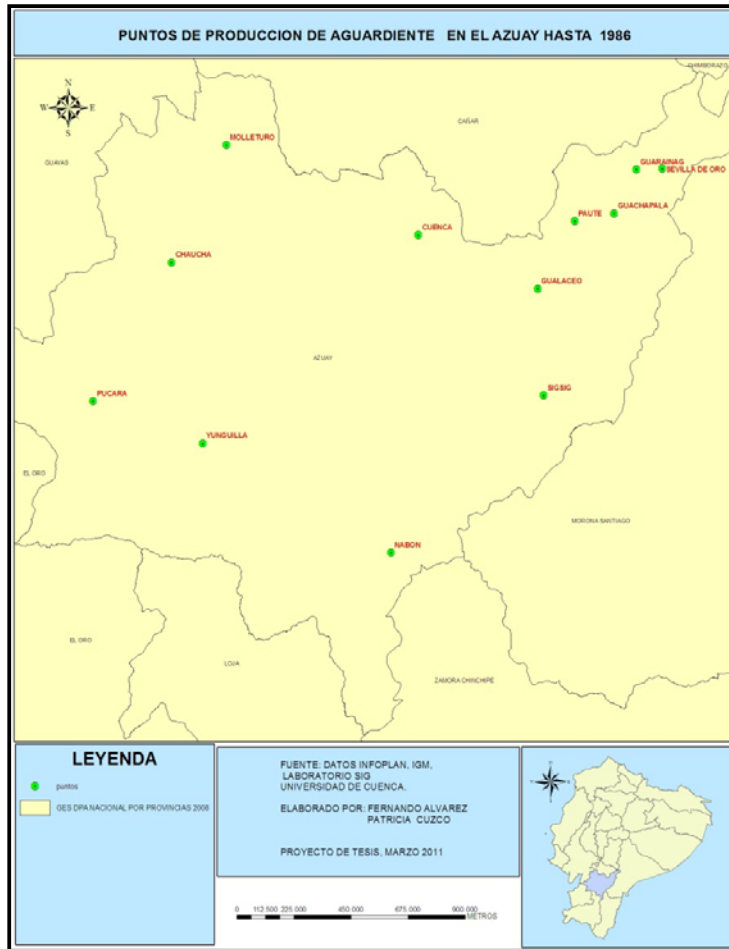 PUNTOS DE PRODUCCION DE AGUARDIENTE EN EL AZUAY HASTA 1986
CHIMBORAZO
N
W E
S
CAÑAR
MOLLETURO
GUAYAS
GUARAINAG
SEVILLA DE ORO
GUACHAPALA
PAUTE
CUENCA
CHAUCHA
GUALACEO
AZUAY
SIGSIG
PUCARA
YUNGUILLA
EL ORO
MORONA SANTIAGO
NABON
EL ORO
LOJA
ZAMORA CHINCHIPE
LEYENDA
puntos
GES DPA NACIONAL POR PROVINCIAS 2008
FUENTE: DATOS INFOPLAN, IGM,
LABORATORIO SIG
UNIVERSIDAD DE CUENCA.
ELABORADO POR: FERNANDO ALVAREZ
PATRICIA CUZCO
PROYECTO DE TESIS, MARZO 2011
0 112.500 225.000 450.000 675.000 900.000
METROS